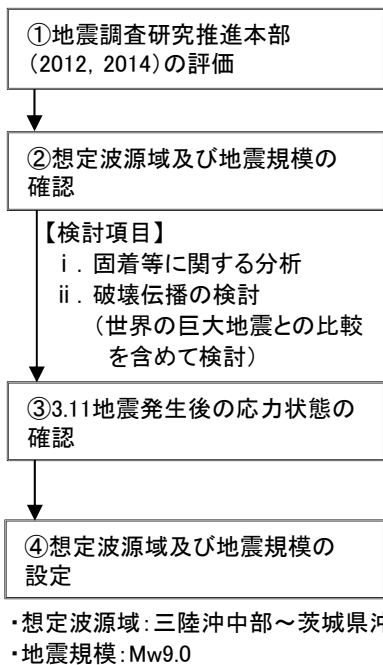 ①地震調査研究推進本部
(2012, 2014)の評価
②想定波源域及び地震規模の
確認
【検討項目】
ⅰ．固着等に関する分析
ⅱ．破壊伝播の検討
(世界の巨大地震との比較
を含めて検討)
③3.11地震発生後の応力状態の
確認
④想定波源域及び地震規模の
設定
・想定波源域：三陸沖中部～茨城県沖
・地震規模：Mw9.0